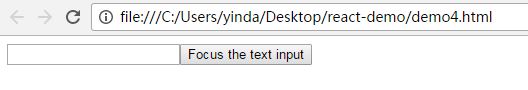 file:///C:/Users/yinda/Desktop/react-demo/demo4.html
Focus the text input